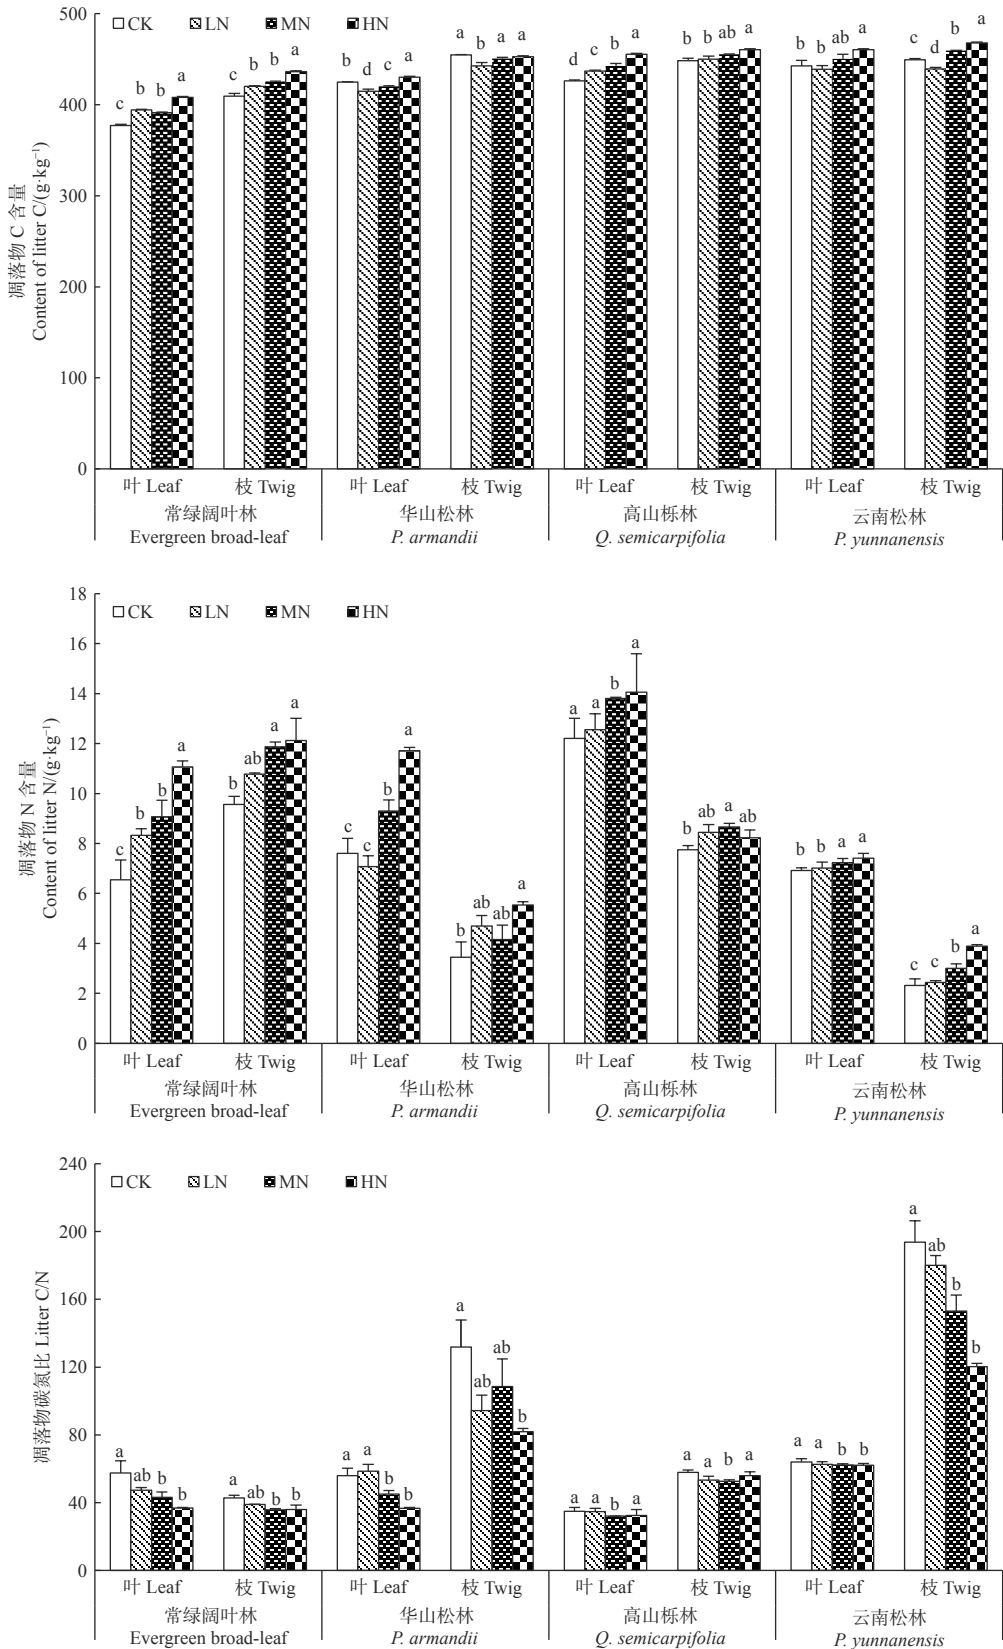 凋落物 C 含量
Content of litter C/(g·kg⁻¹)
500
400
300
200
100
0
CK LN MN HN
c b b a c b b a b d c a a b a a d c b a b b ab a b b ab a c d b a
叶 Leaf 枝 Twig 叶 Leaf 枝 Twig 叶 Leaf 枝 Twig 叶 Leaf 枝 Twig
常绿阔叶林 华山松林 高山栎林 云南松林
Evergreen broad-leaf P. armandii Q. semicarpifolia P. yunnanensis
凋落物 N 含量
Content of litter N/(g·kg⁻¹)
18
16
14
12
10
8
6
4
2
0
CK LN MN HN
c b b a b ab a a c c b a b ab ab a a a b a b ab a ab b b a a c c b a
叶 Leaf 枝 Twig 叶 Leaf 枝 Twig 叶 Leaf 枝 Twig 叶 Leaf 枝 Twig
常绿阔叶林 华山松林 高山栎林 云南松林
Evergreen broad-leaf P. armandii Q. semicarpifolia P. yunnanensis
凋落物碳氮比 Litter C/N
240
200
160
120
80
40
0
CK LN MN HN
a ab b b a ab b b a a b b a ab ab b a a b a a a b a a a b b a ab b b
叶 Leaf 枝 Twig 叶 Leaf 枝 Twig 叶 Leaf 枝 Twig 叶 Leaf 枝 Twig
常绿阔叶林 华山松林 高山栎林 云南松林
Evergreen broad-leaf P. armandii Q. semicarpifolia P. yunnanensis